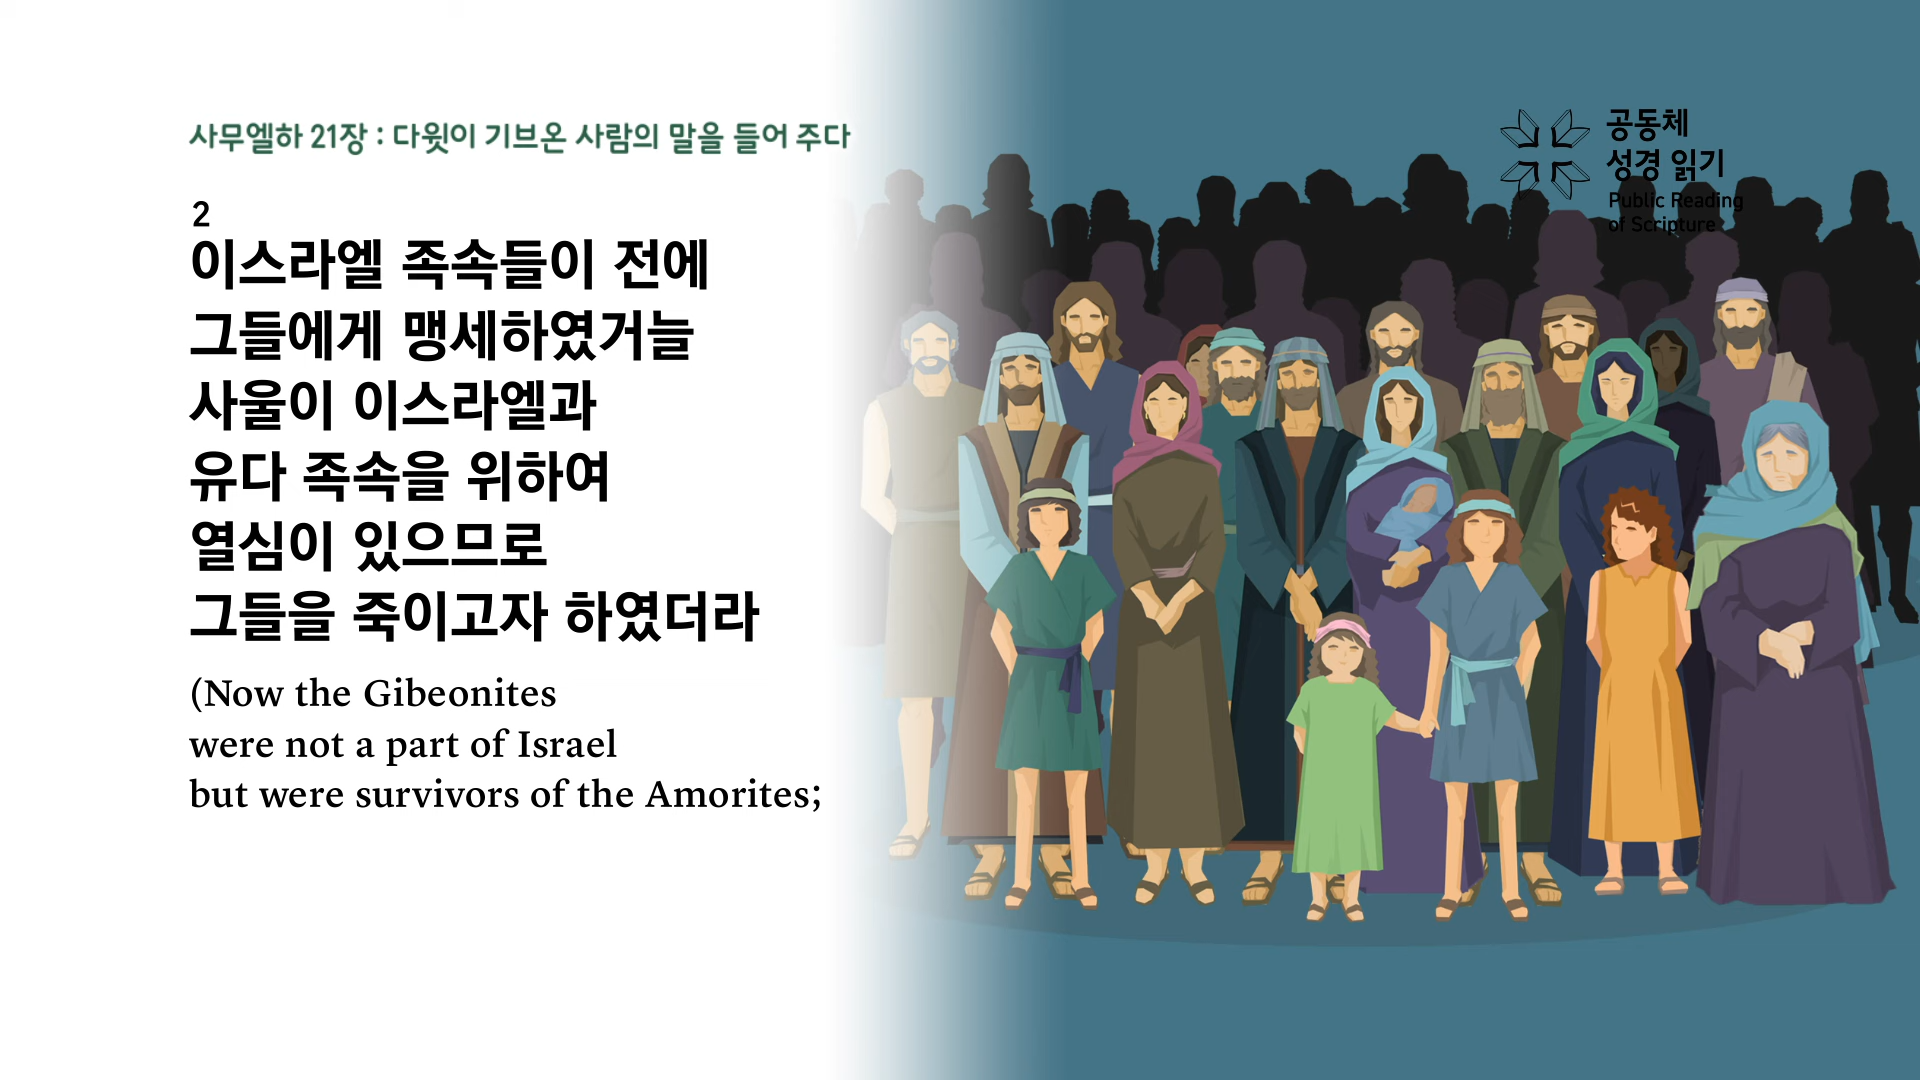 사무엘하 21장 : 다윗이 기브온 사람의 말을 들어 주다
2
이스라엘 족속들이 전에
그들에게 맹세하였거늘
사울이 이스라엘과
유다 족속을 위하여
열심이 있으므로
그들을 죽이고자 하였더라
(Now the Gibeonites
were not a part of Israel
but were survivors of the Amorites;
공동체
성경 읽기
Public Reading
of Scripture